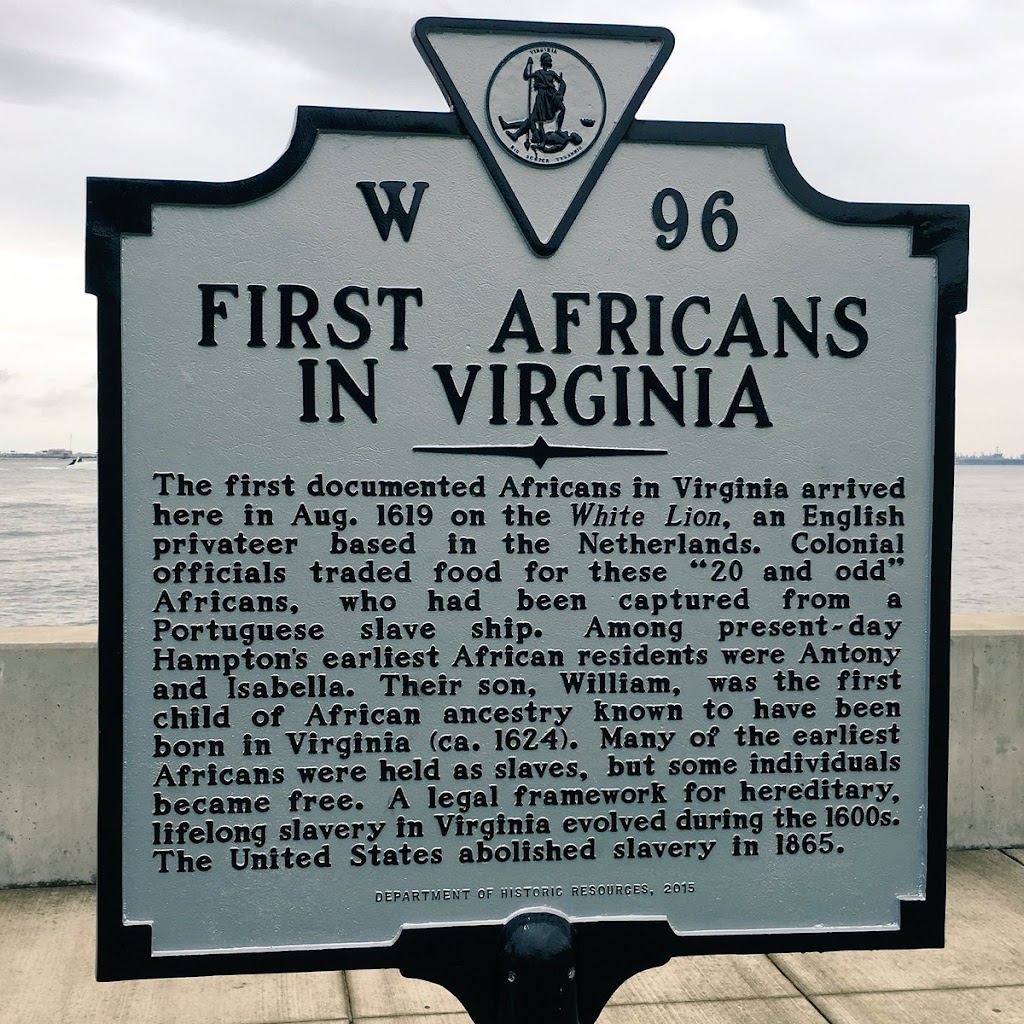 VIRGINIA
SIC SEMPER TYRANNIS
W 96
FIRST AFRICANS
IN VIRGINIA
The first documented Africans in Virginia arrived
here in Aug. 1619 on the White Lion, an English
privateer based in the Netherlands. Colonial
officials traded food for these “20 and odd”
Africans, who had been captured from a
Portuguese slave ship. Among present-day
Hampton's earliest African residents were Antony
and Isabella. Their son, William, was the first
child of African ancestry known to have been
born in Virginia (ca. 1624). Many of the earliest
Africans were held as slaves, but some individuals
became free. A legal framework for hereditary,
lifelong slavery in Virginia evolved during the 1600s.
The United States abolished slavery in 1865.
DEPARTMENT OF HISTORIC RESOURCES, 2015